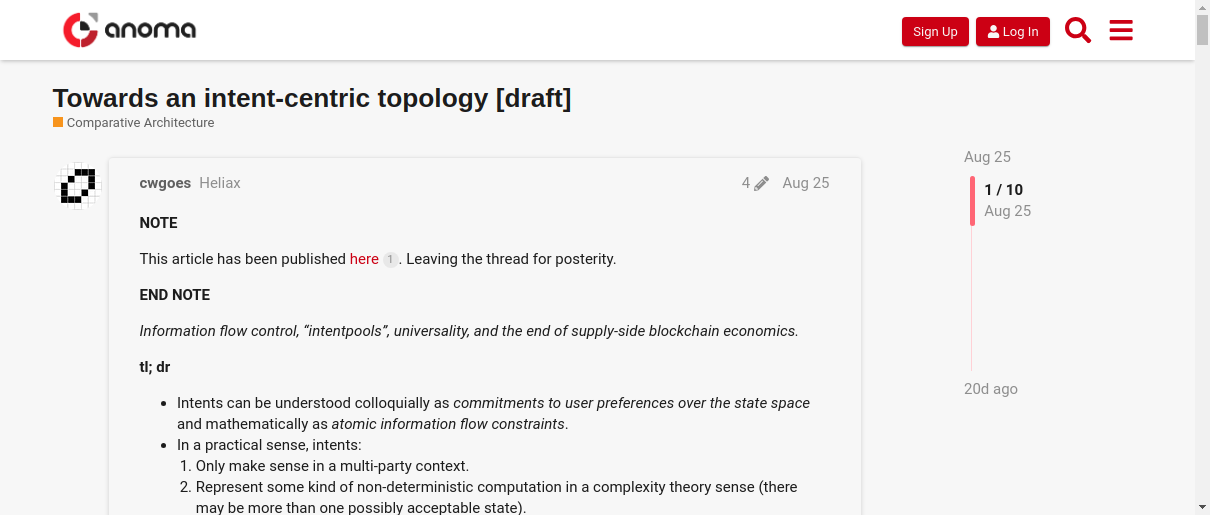 anoma
Sign Up
Log In
Towards an intent-centric topology [draft]
Comparative Architecture
Aug 25
cwgoes Heliax 4 Aug 25
1 / 10
Aug 25
NOTE
This article has been published here 1. Leaving the thread for posterity.
END NOTE
Information flow control, “intentpools”, universality, and the end of supply-side blockchain economics.
tl; dr
• Intents can be understood colloquially as commitments to user preferences over the state space
and mathematically as atomic information flow constraints.
• In a practical sense, intents:
1. Only make sense in a multi-party context.
2. Represent some kind of non-deterministic computation in a complexity theory sense (there
may be more than one possibly acceptable state).
20d ago